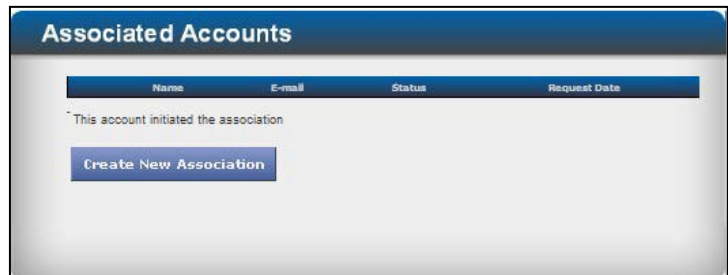 Associated Accounts
Name E-mail Status Request Date
* This account initiated the association
Create New Association